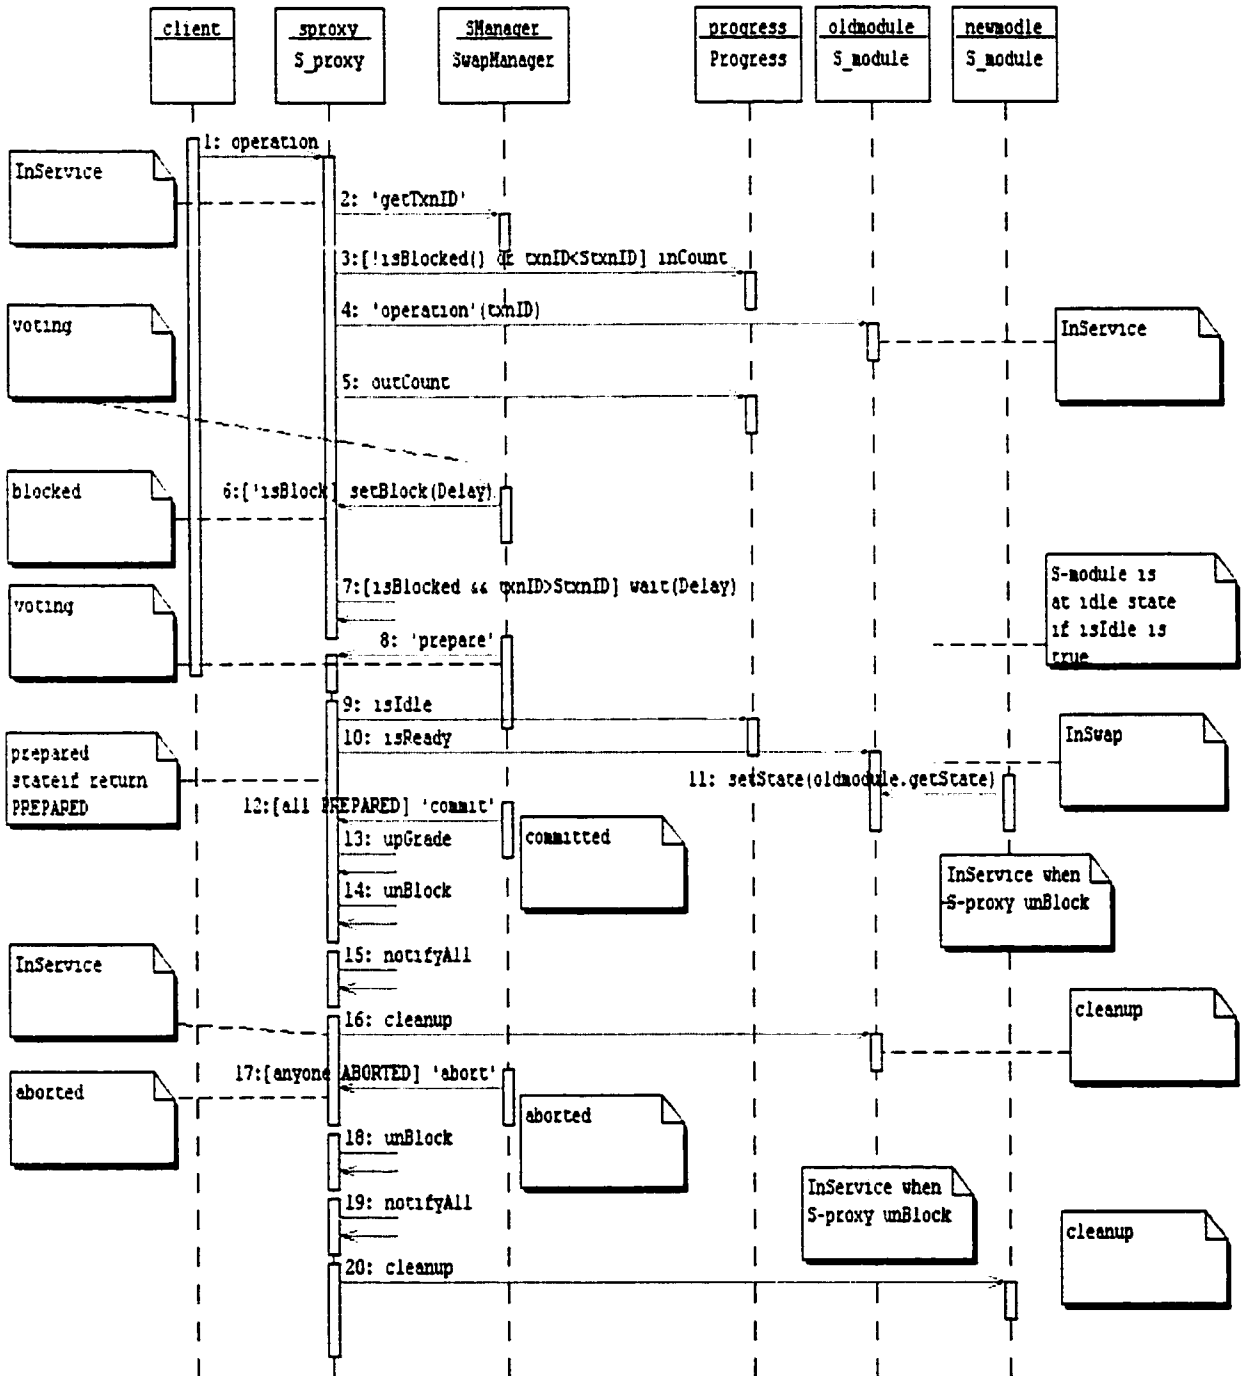 client
sproxy
S_proxy
SManager
SwapManager
progress
Progress
oldmodule
S_module
newmodle
S_module
1: operation
InService
2: 'getTxnID'
3:[!isBlocked() && txnID<StxnID] inCount
4: 'operation'(txnID)
voting
InService
5: outCount
6:[!isBlock] setBlock(Delay)
blocked
7:[isBlocked && txnID>StxnID] wait(Delay)
S-module is
at idle state
if isIdle is
true
voting
8: 'prepare'
9: isIdle
10: isReady
InSwap
prepared
stateif return
PREPARED
11: setState(oldmodule.getState)
12:[all PREPARED] 'commit'
13: upGrade
committed
14: unBlock
InService when
S-proxy unBlock
15: notifyAll
InService
16: cleanup
cleanup
17:[anyone ABORTED] 'abort'
aborted
aborted
18: unBlock
InService when
S-proxy unBlock
19: notifyAll
cleanup
20: cleanup